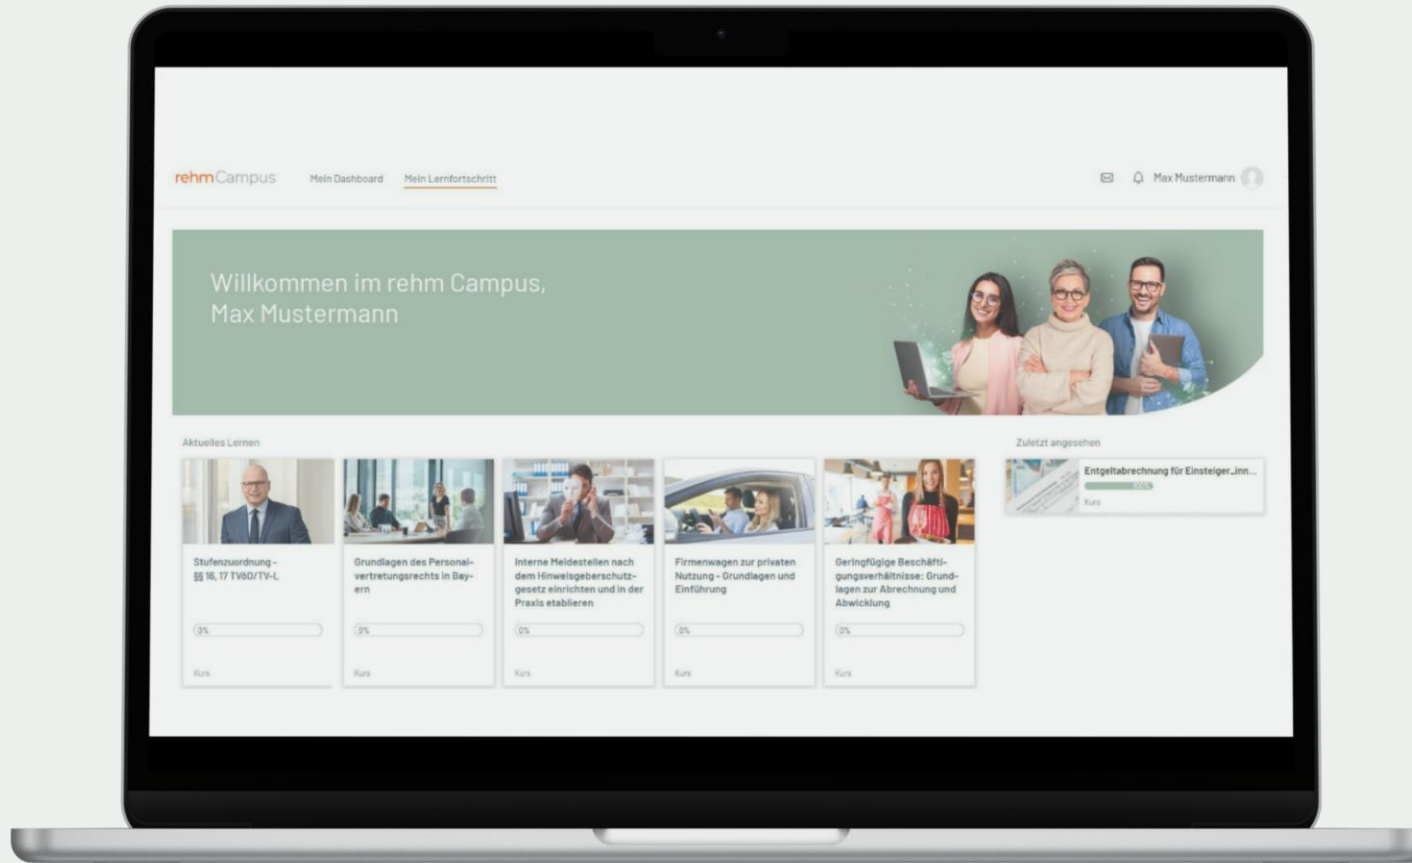 rehm Campus
Mein Dashboard
Mein Lernfortschritt
Max Mustermann
Willkommen im rehm Campus,
Max Mustermann
Aktuelles Lernen
Zuletzt angesehen
Stufenzuordnung -
§§ 16, 17 TVöD/TV-L
0%
Kurs
Grundlagen des Personal-
vertretungsrechts in Bay-
ern
0%
Kurs
Interne Meldestellen nach
dem Hinweisgeberschutz-
gesetz einrichten und in der
Praxis etablieren
0%
Kurs
Firmenwagen zur privaten
Nutzung - Grundlagen und
Einführung
0%
Kurs
Geringfügige Beschäfti-
gungsverhältnisse: Grund-
lagen zur Abrechnung und
Abwicklung
0%
Kurs
Entgeltabrechnung für Einsteiger_inn...
100%
Kurs